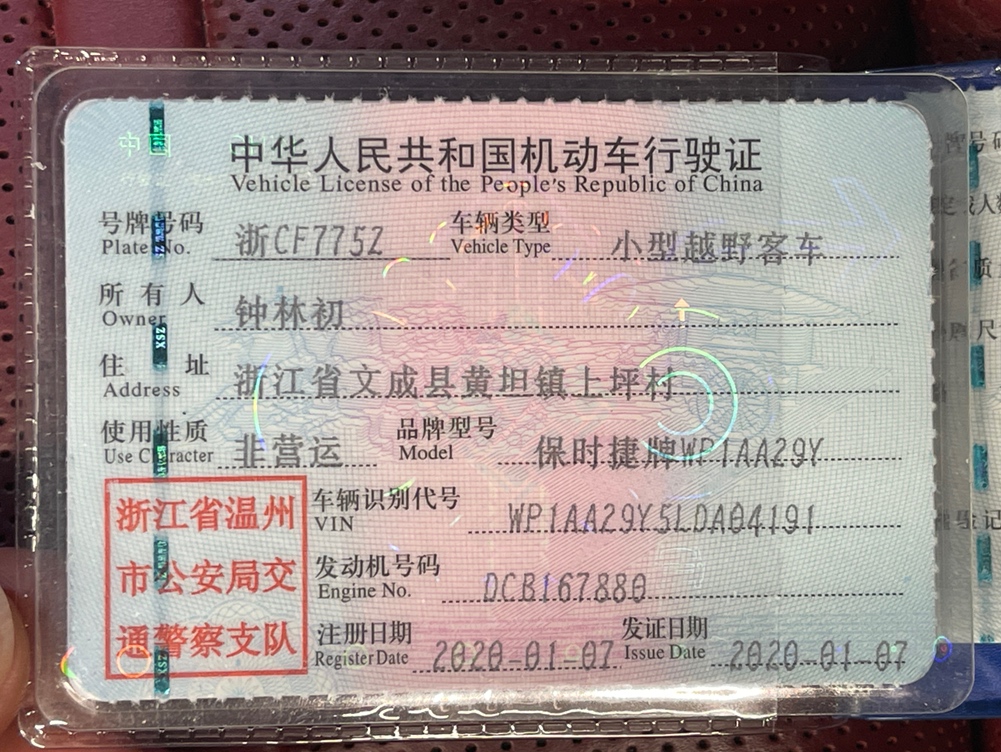 中国
中华人民共和国机动车行驶证
Vehicle License of the People's Republic of China
号牌号码 浙CF775Z 车辆类型 小型越野客车
Plate No. Vehicle Type
所有人 钟林初
Owner
住址 浙江省文成县黄坦镇上坪村
Address
使用性质 非营运 品牌型号 保时捷牌WP1AA29Y
Use Character Model
浙江省温州
市公安局交
通警察支队
车辆识别代号 WP1AA29Y5LDA04191
VIN
发动机号码 DCB167880
Engine No.
注册日期 2020-01-07 发证日期 2020-01-07
Register Date Issue Date
XSZ